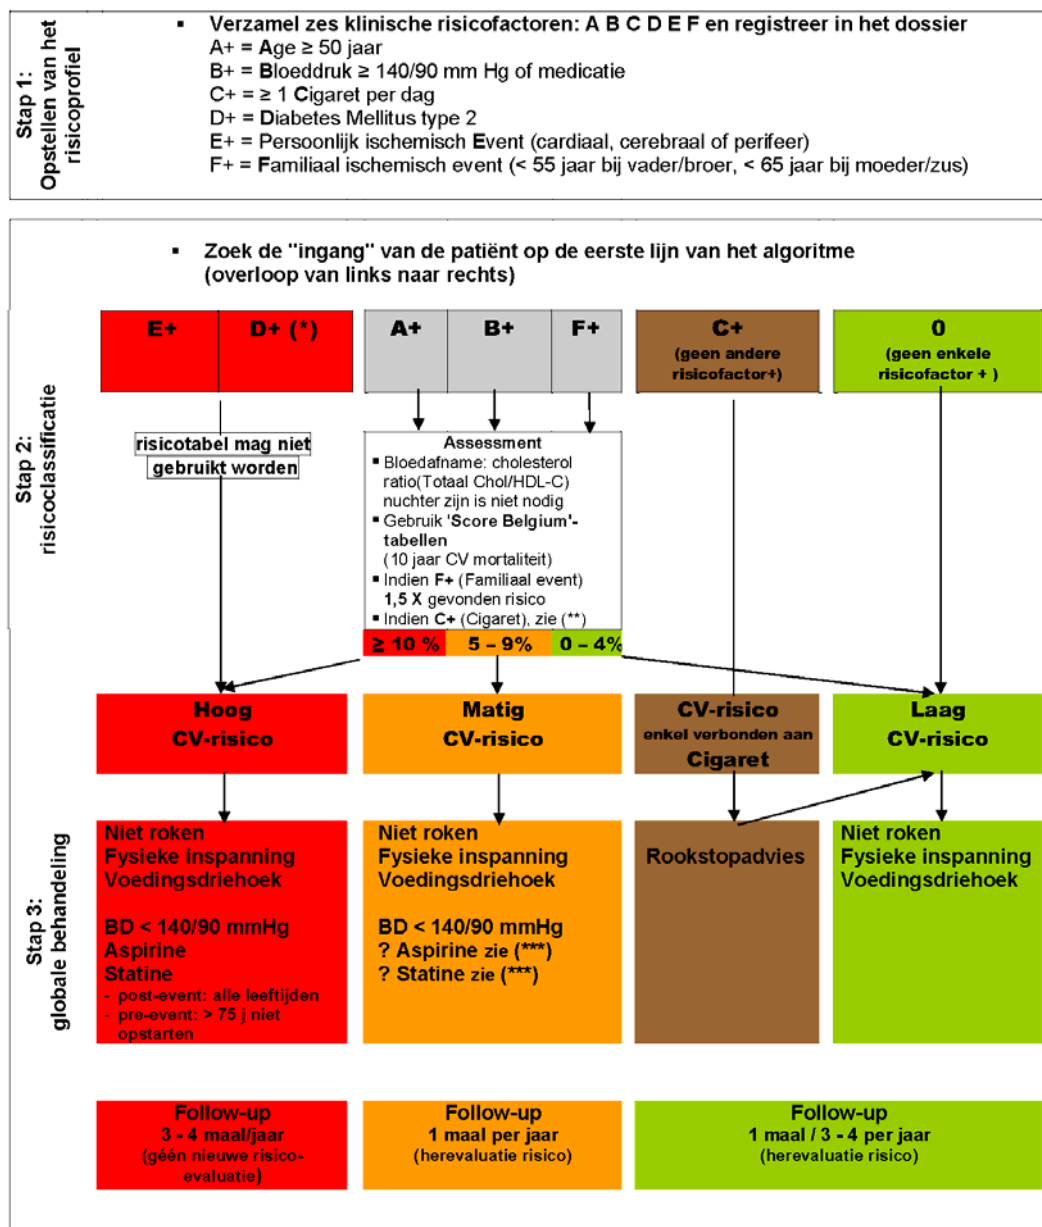 Stap 1:
Opstellen van het
risicoprofiel
▪ Verzamel zes klinische risicofactoren: A B C D E F en registreer in het dossier
A+ = Age ≥ 50 jaar
B+ = Bloeddruk ≥ 140/90 mm Hg of medicatie
C+ = ≥ 1 Cigaret per dag
D+ = Diabetes Mellitus type 2
E+ = Persoonlijk ischemisch Event (cardiaal, cerebraal of perifeer)
F+ = Familiaal ischemisch event (< 55 jaar bij vader/broer, < 65 jaar bij moeder/zus)
Stap 2:
risicoclassificatie
▪ Zoek de "ingang" van de patiënt op de eerste lijn van het algoritme
(overloop van links naar rechts)
E+
D+ (*)
A+
B+
F+
C+
(geen andere
risicofactor+)
0
(geen enkele
risicofactor + )
risicotabel mag niet
gebruikt worden
Assessment
▪ Bloedafname: cholesterol
ratio(Totaal Chol/HDL-C)
nuchter zijn is niet nodig
▪ Gebruik 'Score Belgium'-
tabellen
(10 jaar CV mortaliteit)
▪ Indien F+ (Familiaal event)
1,5 X gevonden risico
▪ Indien C+ (Cigaret), zie (**)
≥ 10 %
5 – 9%
0 – 4%
Hoog
CV-risico
Matig
CV-risico
CV-risico
enkel verbonden aan
Cigaret
Laag
CV-risico
Stap 3:
globale behandeling
Niet roken
Fysieke inspanning
Voedingsdriehoek
BD < 140/90 mmHg
Aspirine
Statine
- post-event: alle leeftijden
- pre-event: > 75 j niet
opstarten
Niet roken
Fysieke inspanning
Voedingsdriehoek
BD < 140/90 mmHg
? Aspirine zie (***)
? Statine zie (***)
Rookstopadvies
Niet roken
Fysieke inspanning
Voedingsdriehoek
Follow-up
3 - 4 maal/jaar
(géén nieuwe risico-
evaluatie)
Follow-up
1 maal per jaar
(herevaluatie risico)
Follow-up
1 maal / 3 - 4 per jaar
(herevaluatie risico)